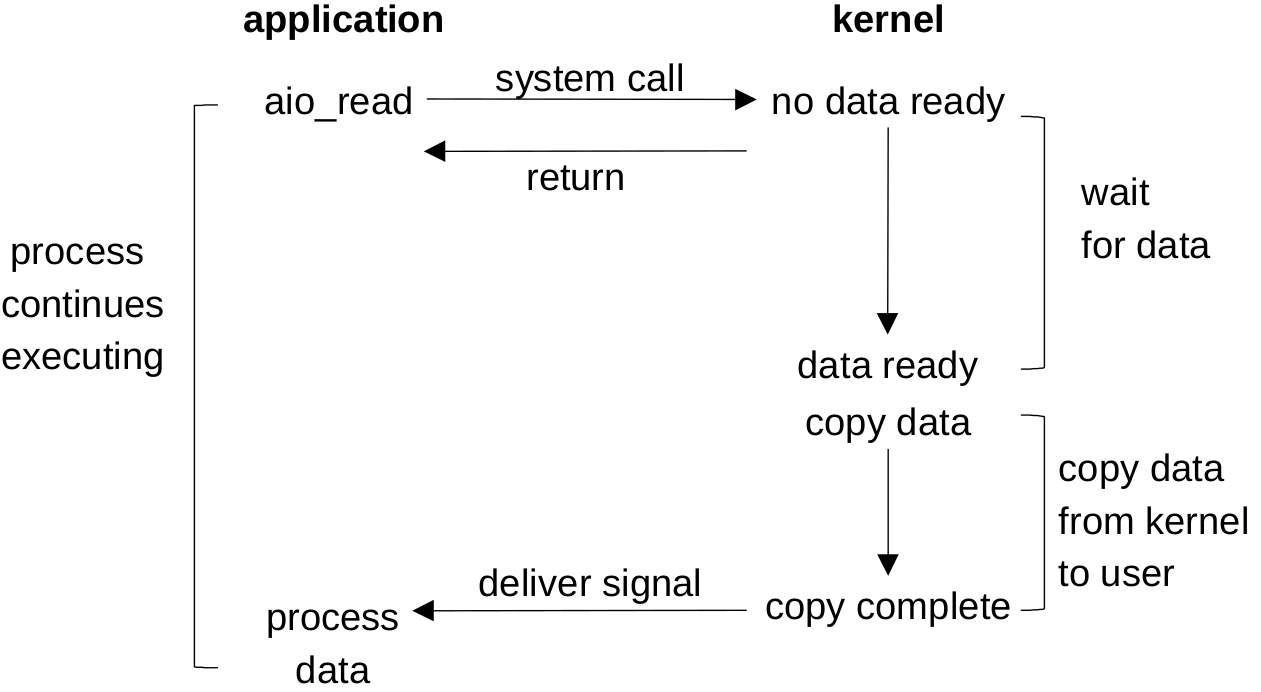 application
kernel
aio_read
system call
no data ready
return
wait
for data
process
continues
executing
data ready
copy data
copy data
from kernel
to user
deliver signal
copy complete
process
data